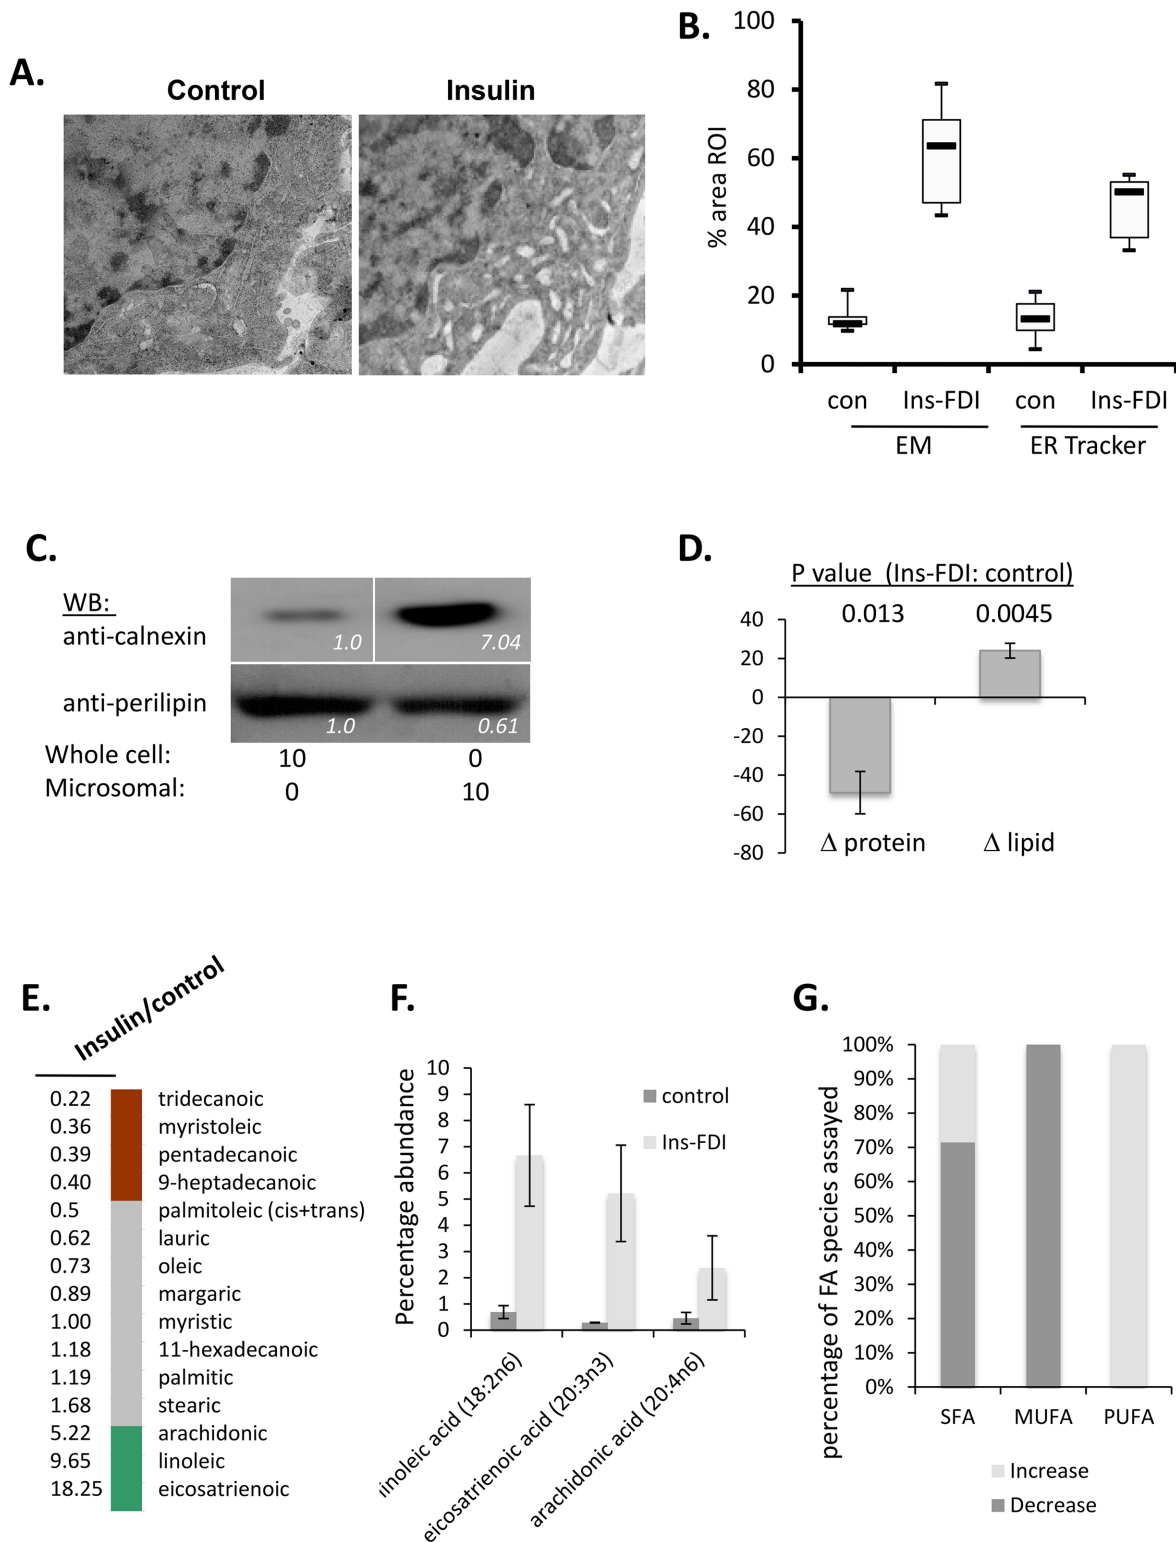 A.
Control
Insulin
B.
% area ROI
100
80
60
40
20
0
con
Ins-FDI
con
Ins-FDI
EM
ER Tracker
C.
WB:
anti-calnexin
1.0
7.04
anti-perilipin
1.0
0.61
Whole cell:
10
0
Microsomal:
0
10
D.
P value (Ins-FDI: control)
0.013
0.0045
40
20
0
-20
-40
-60
-80
Δ protein
Δ lipid
E.
Insulin/control
0.22 tridecanoic
0.36 myristoleic
0.39 pentadecanoic
0.40 9-heptadecanoic
0.5 palmitoleic (cis+trans)
0.62 lauric
0.73 oleic
0.89 margaric
1.00 myristic
1.18 11-hexadecanoic
1.19 palmitic
1.68 stearic
5.22 arachidonic
9.65 linoleic
18.25 eicosatrienoic
F.
Percentage abundance
10
9
8
7
6
5
4
3
2
1
0
control
Ins-FDI
linoleic acid (18:2n6)
eicosatrienoic acid (20:3n3)
arachidonic acid (20:4n6)
G.
percentage of FA species assayed
100%
90%
80%
70%
60%
50%
40%
30%
20%
10%
0%
SFA
MUFA
PUFA
Increase
Decrease